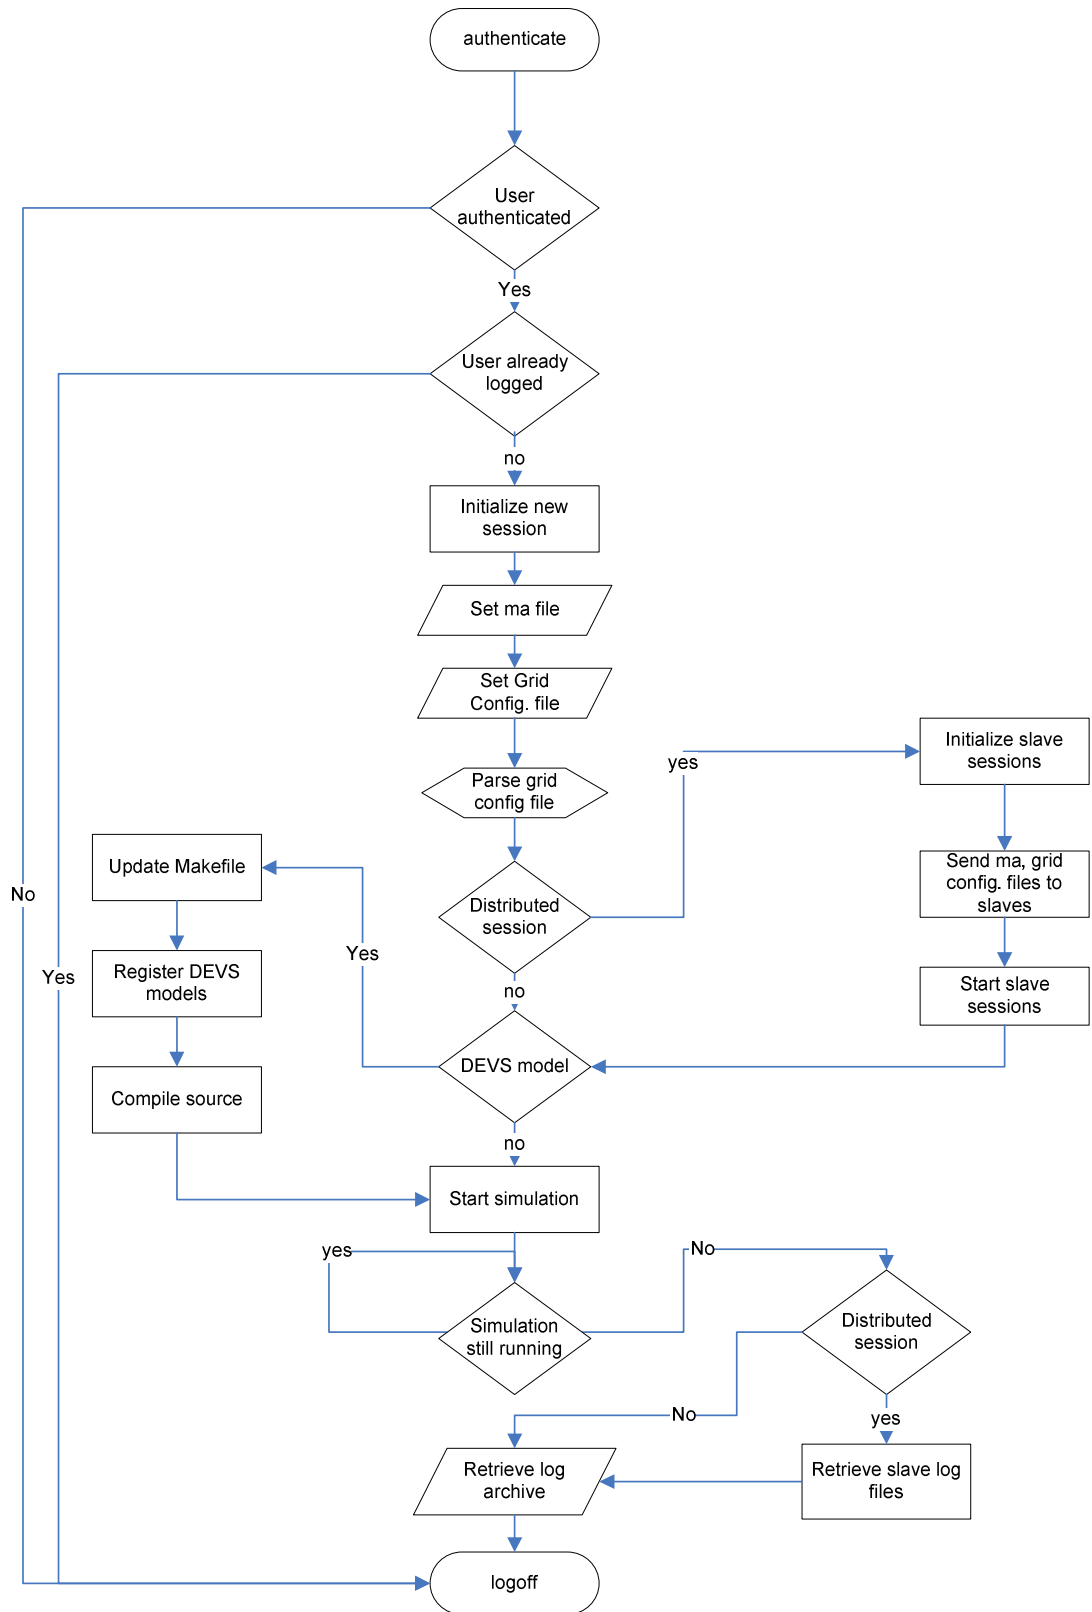 authenticate
User
authenticated
Yes
User already
logged
no
Initialize new
session
Set ma file
Set Grid
Config. file
Parse grid
config file
yes
Initialize slave
sessions
Update Makefile
No
Distributed
session
Send ma, grid
config. files to
slaves
Yes
Yes
Register DEVS
models
no
Start slave
sessions
DEVS model
Compile source
no
Start simulation
yes
No
Simulation
still running
Distributed
session
No
yes
Retrieve log
archive
Retrieve slave log
files
logoff